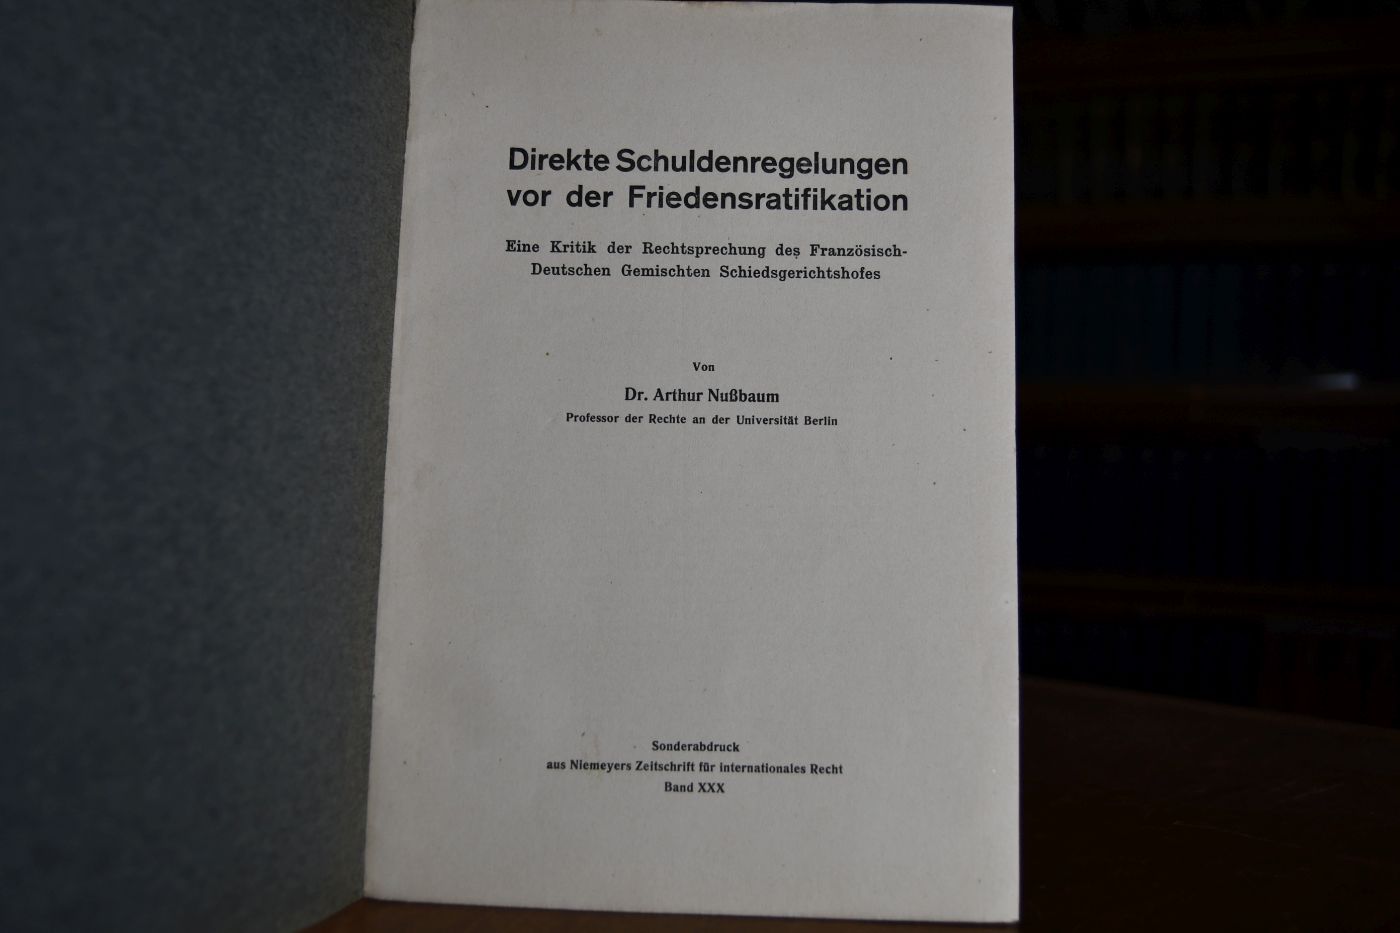 Direkte Schuldenregelungen
vor der Friedensratifikation
Eine Kritik der Rechtsprechung des Französisch-
Deutschen Gemischten Schiedsgerichtshofes
Von
Dr. Arthur Nußbaum
Professor der Rechte an der Universität Berlin
Sonderabdruck
aus Niemeyers Zeitschrift für internationales Recht
Band XXX